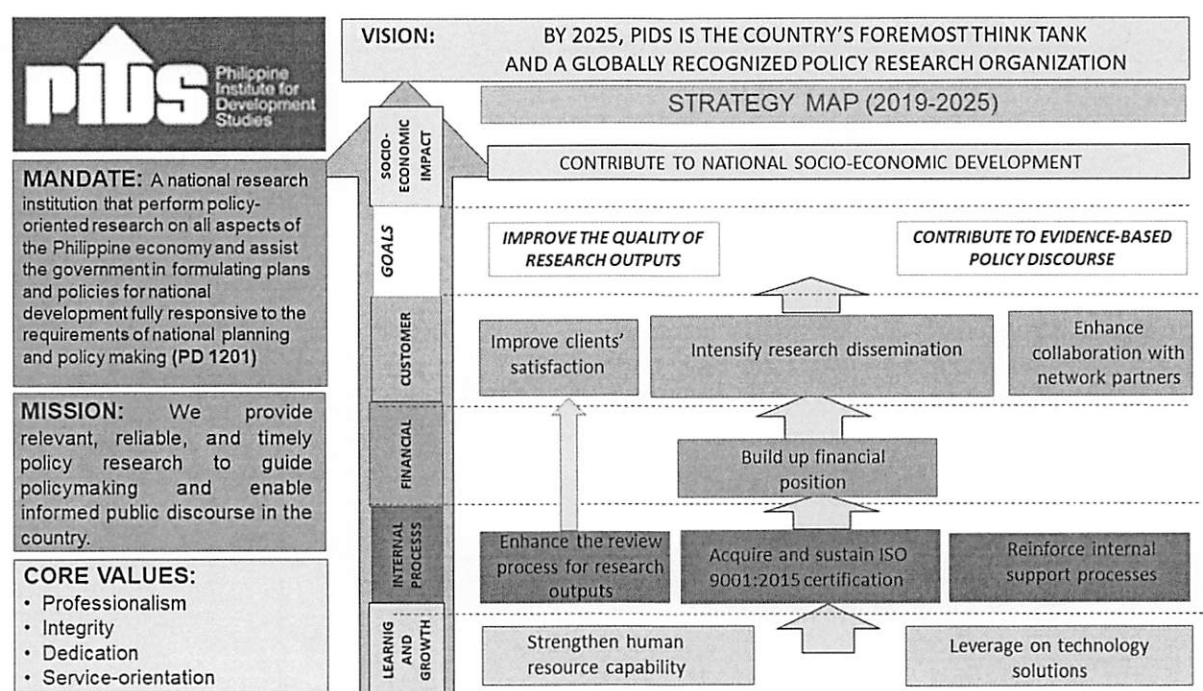 PIDS
Philippine
Institute for
Development
Studies
MANDATE: A national research
institution that perform policy-
oriented research on all aspects of
the Philippine economy and assist
the government in formulating plans
and policies for national
development fully responsive to the
requirements of national planning
and policy making (PD 1201)
MISSION: We provide
relevant, reliable, and timely
policy research to guide
policymaking and enable
informed public discourse in the
country.
CORE VALUES:
• Professionalism
• Integrity
• Dedication
• Service-orientation
VISION:
BY 2025, PIDS IS THE COUNTRY'S FOREMOST THINK TANK
AND A GLOBALLY RECOGNIZED POLICY RESEARCH ORGANIZATION
STRATEGY MAP (2019-2025)
SOCIO-
ECONOMIC
IMPACT
CONTRIBUTE TO NATIONAL SOCIO-ECONOMIC DEVELOPMENT
GOALS
IMPROVE THE QUALITY OF
RESEARCH OUTPUTS
CONTRIBUTE TO EVIDENCE-BASED
POLICY DISCOURSE
CUSTOMER
Improve clients'
satisfaction
Intensify research dissemination
Enhance
collaboration with
network partners
FINANCIAL
Build up financial
position
INTERNAL
PROCESSS
Enhance the review
process for research
outputs
Acquire and sustain ISO
9001:2015 certification
Reinforce internal
support processes
LEARNIG
AND
GROWTH
Strengthen human
resource capability
Leverage on technology
solutions